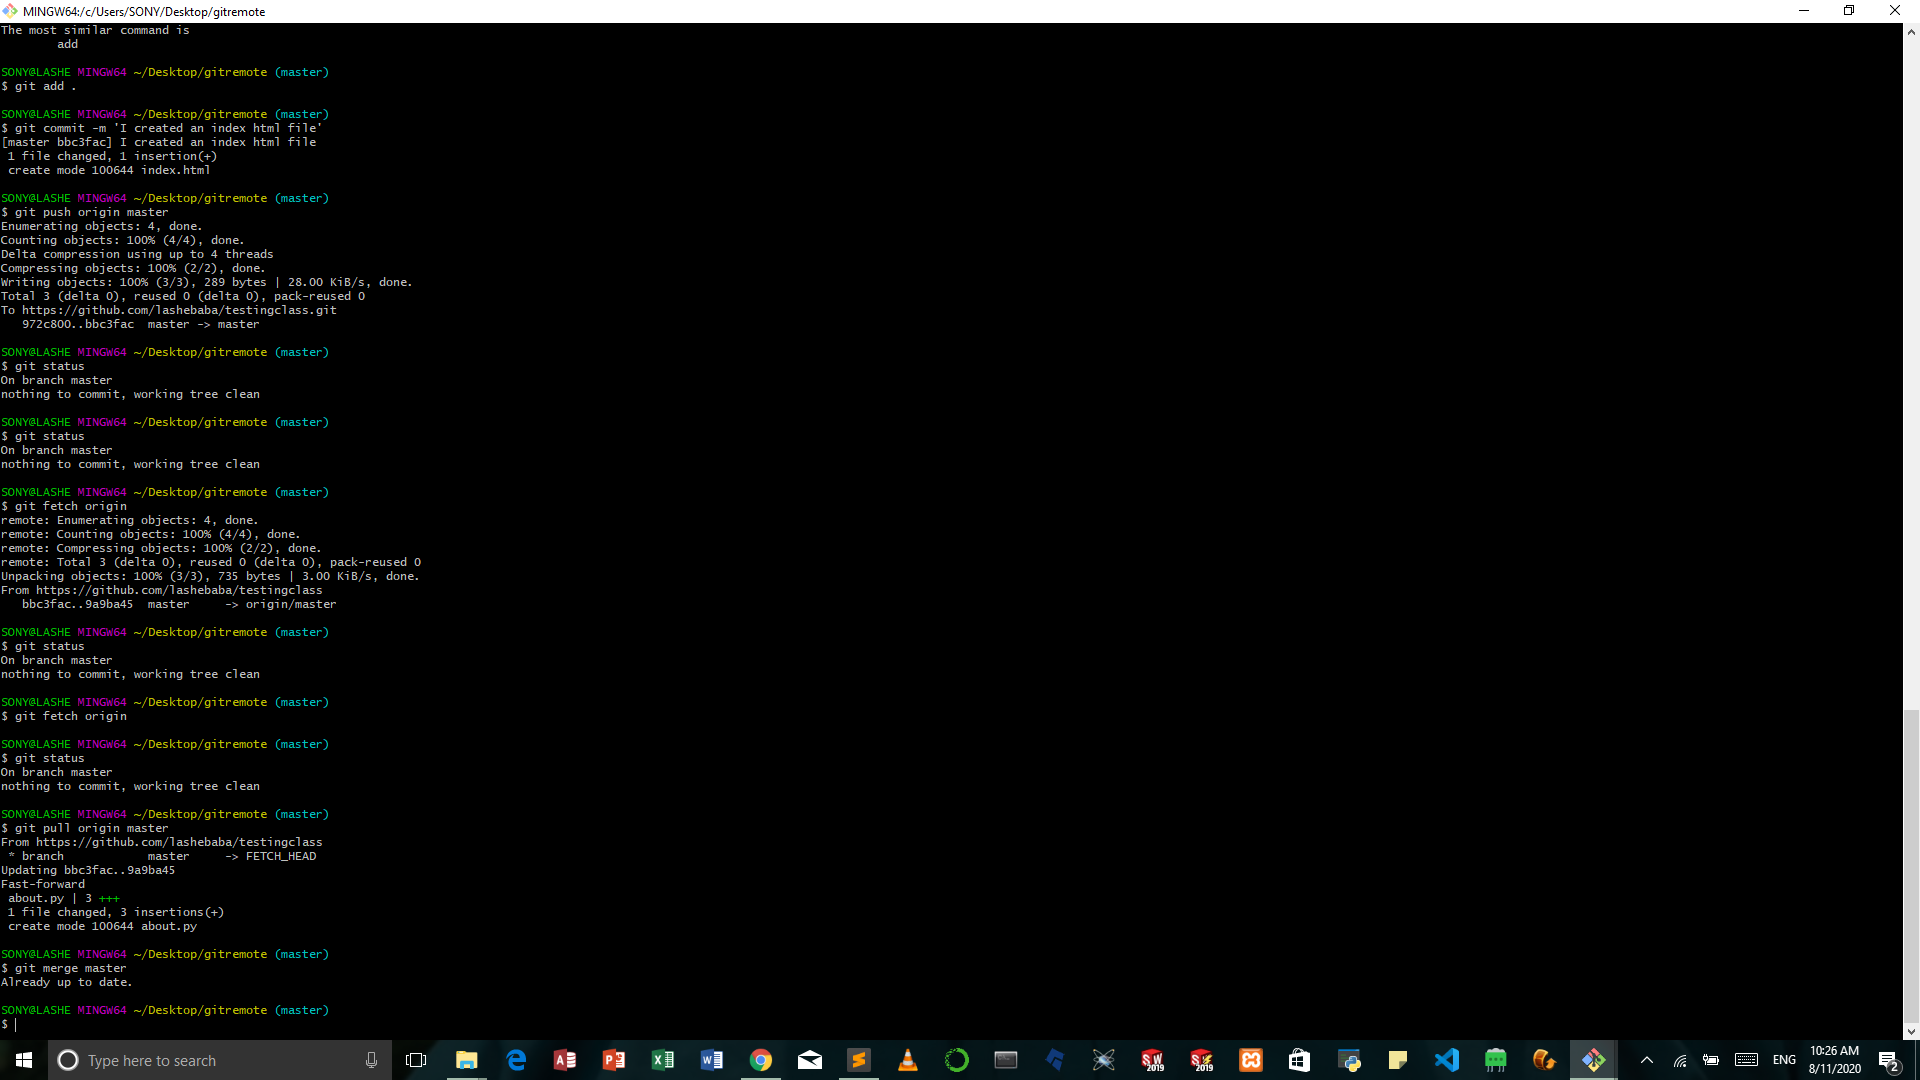 MINGW64:/c/Users/SONY/Desktop/gitremote
The most similar command is
        add
SONY@LASHE MINGW64 ~/Desktop/gitremote (master)
$ git add .
SONY@LASHE MINGW64 ~/Desktop/gitremote (master)
$ git commit -m 'I created an index html file'
[master bbc3fac] I created an index html file
 1 file changed, 1 insertion(+)
 create mode 100644 index.html
SONY@LASHE MINGW64 ~/Desktop/gitremote (master)
$ git push origin master
Enumerating objects: 4, done.
Counting objects: 100% (4/4), done.
Delta compression using up to 4 threads
Compressing objects: 100% (2/2), done.
Writing objects: 100% (3/3), 289 bytes | 28.00 KiB/s, done.
Total 3 (delta 0), reused 0 (delta 0), pack-reused 0
To https://github.com/lashebaba/testingclass.git
   972c800..bbc3fac  master -> master
SONY@LASHE MINGW64 ~/Desktop/gitremote (master)
$ git status
On branch master
nothing to commit, working tree clean
SONY@LASHE MINGW64 ~/Desktop/gitremote (master)
$ git status
On branch master
nothing to commit, working tree clean
SONY@LASHE MINGW64 ~/Desktop/gitremote (master)
$ git fetch origin
remote: Enumerating objects: 4, done.
remote: Counting objects: 100% (4/4), done.
remote: Compressing objects: 100% (2/2), done.
remote: Total 3 (delta 0), reused 0 (delta 0), pack-reused 0
Unpacking objects: 100% (3/3), 735 bytes | 3.00 KiB/s, done.
From https://github.com/lashebaba/testingclass
   bbc3fac..9a9ba45  master     -> origin/master
SONY@LASHE MINGW64 ~/Desktop/gitremote (master)
$ git status
On branch master
nothing to commit, working tree clean
SONY@LASHE MINGW64 ~/Desktop/gitremote (master)
$ git fetch origin
SONY@LASHE MINGW64 ~/Desktop/gitremote (master)
$ git status
On branch master
nothing to commit, working tree clean
SONY@LASHE MINGW64 ~/Desktop/gitremote (master)
$ git pull origin master
From https://github.com/lashebaba/testingclass
 * branch            master     -> FETCH_HEAD
Updating bbc3fac..9a9ba45
Fast-forward
 about.py | 3 +++
 1 file changed, 3 insertions(+)
 create mode 100644 about.py
SONY@LASHE MINGW64 ~/Desktop/gitremote (master)
$ git merge master
Already up to date.
SONY@LASHE MINGW64 ~/Desktop/gitremote (master)
$
Type here to search
SW 2019
2019
ENG
10:26 AM
8/11/2020
2